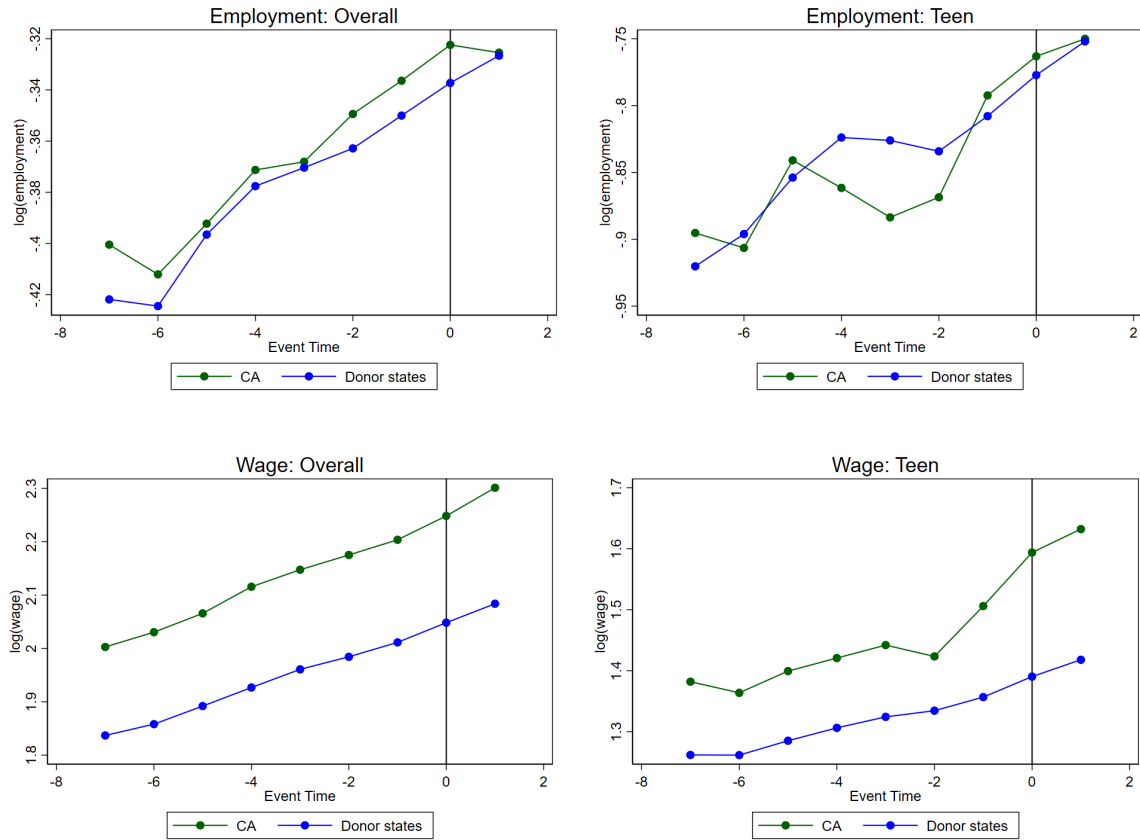 Employment: Overall
log(employment)
-.32
-.34
-.36
-.38
-.4
-.42
-8 -6 -4 -2 0 2
Event Time
CA Donor states
Employment: Teen
log(employment)
-.75
-.8
-.85
-.9
-.95
-8 -6 -4 -2 0 2
Event Time
CA Donor states
Wage: Overall
log(wage)
2.3
2.2
2.1
2
1.9
1.8
-8 -6 -4 -2 0 2
Event Time
CA Donor states
Wage: Teen
log(wage)
1.7
1.6
1.5
1.4
1.3
-8 -6 -4 -2 0 2
Event Time
CA Donor states